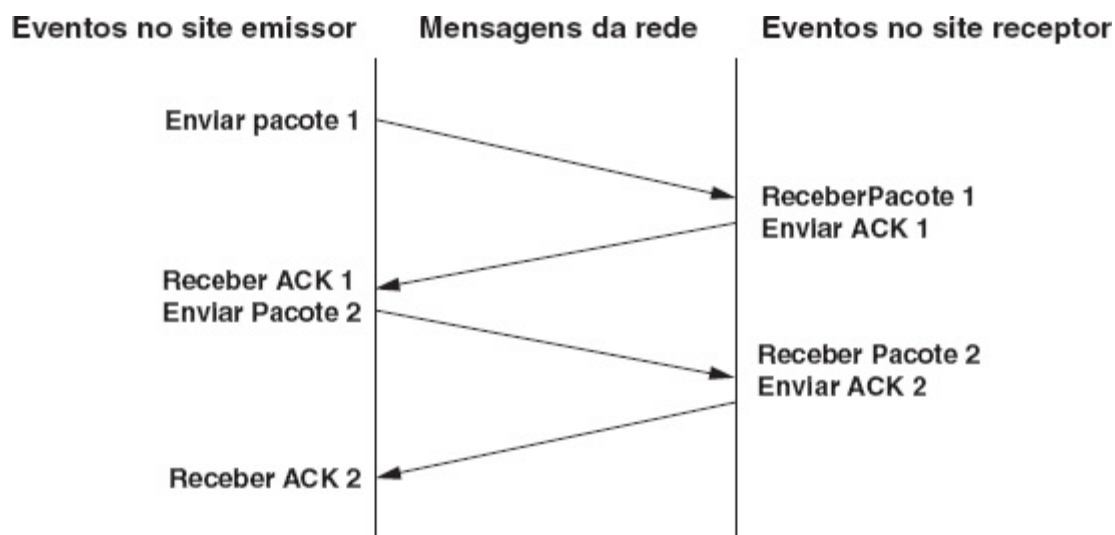 Eventos no site emissor Mensagens da rede Eventos no site receptor
Enviar pacote 1
ReceberPacote 1
Enviar ACK 1
Receber ACK 1
Enviar Pacote 2
Receber Pacote 2
Enviar ACK 2
Receber ACK 2